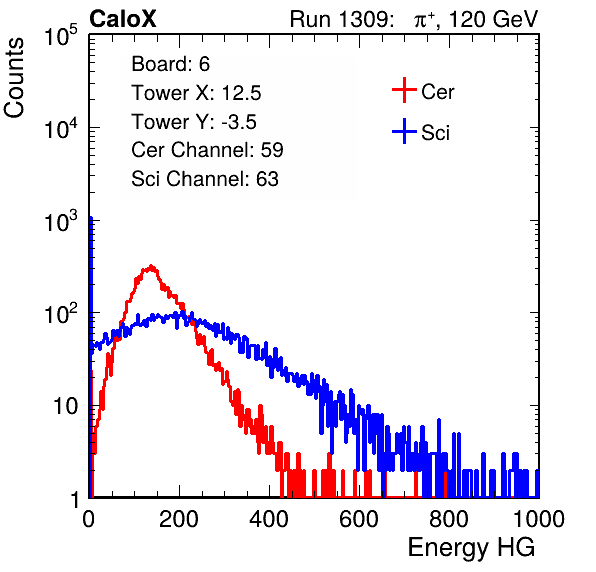 CaloX Run 1309: π⁺, 120 GeV
Board: 6
Tower X: 12.5
Tower Y: -3.5
Cer Channel: 59
Sci Channel: 63
Cer
Sci
Counts
10⁵
10⁴
10³
10²
10
1
0 200 400 600 800 1000
Energy HG